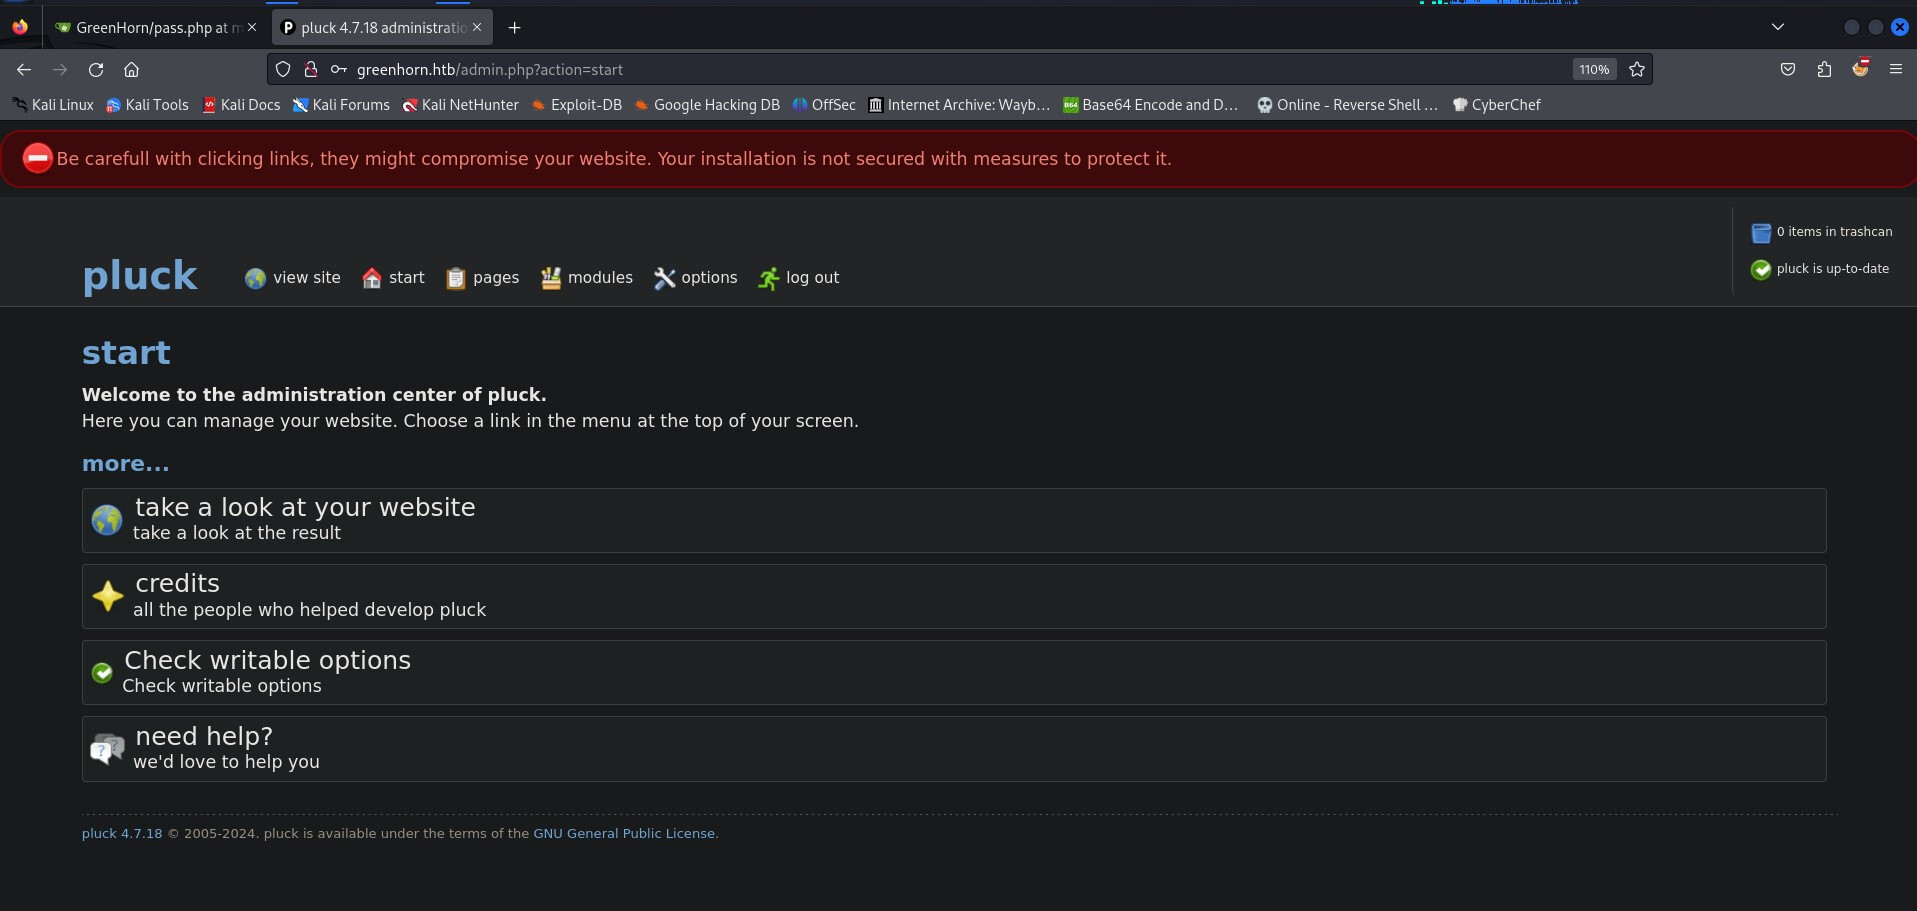 GreenHorn/pass.php at m
pluck 4.7.18 administratio
greenhorn.htb/admin.php?action=start
110%
Kali Linux Kali Tools Kali Docs Kali Forums Kali NetHunter Exploit-DB Google Hacking DB OffSec Internet Archive: Wayb... B64 Base64 Encode and D... Online - Reverse Shell ... CyberChef
Be carefull with clicking links, they might compromise your website. Your installation is not secured with measures to protect it.
0 items in trashcan
pluck is up-to-date
pluck view site start pages modules options log out
start
Welcome to the administration center of pluck.
Here you can manage your website. Choose a link in the menu at the top of your screen.
more...
take a look at your website
take a look at the result
credits
all the people who helped develop pluck
Check writable options
Check writable options
need help?
we'd love to help you
pluck 4.7.18 © 2005-2024. pluck is available under the terms of the GNU General Public License.